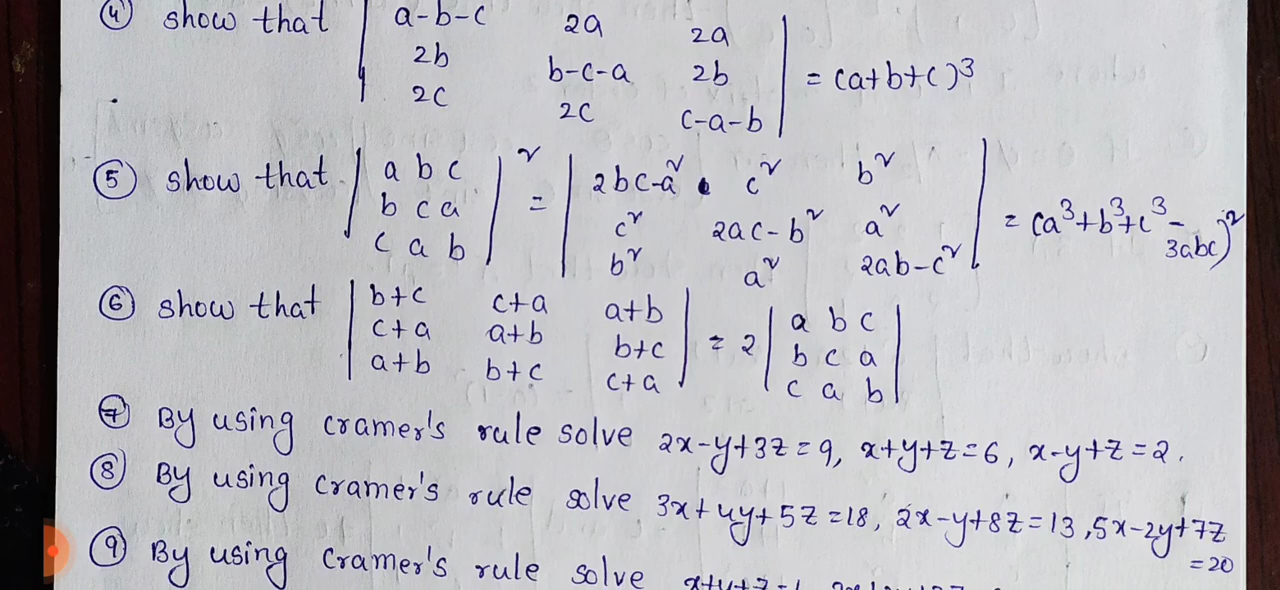 ④ show that | a-b-c 2a 2a |
| 2b b-c-a 2b | = (a+b+c)³
| 2c 2c c-a-b |
⑤ show that | a b c |² = | 2bc-a² c² b² |
| b c a | | c² 2ac-b² a² | = (a³+b³+c³-3abc)²
| c a b | | b² a² 2ab-c² |
⑥ show that | b+c c+a a+b | = 2 | a b c |
| c+a a+b b+c | | b c a |
| a+b b+c c+a | | c a b |
⑦ By using cramer's rule solve 2x-y+3z=9, x+y+z=6, x-y+z=2.
⑧ By using cramer's rule solve 3x+4y+5z=18, 2x-y+8z=13, 5x-2y+7z
=20
⑨ By using cramer's rule solve